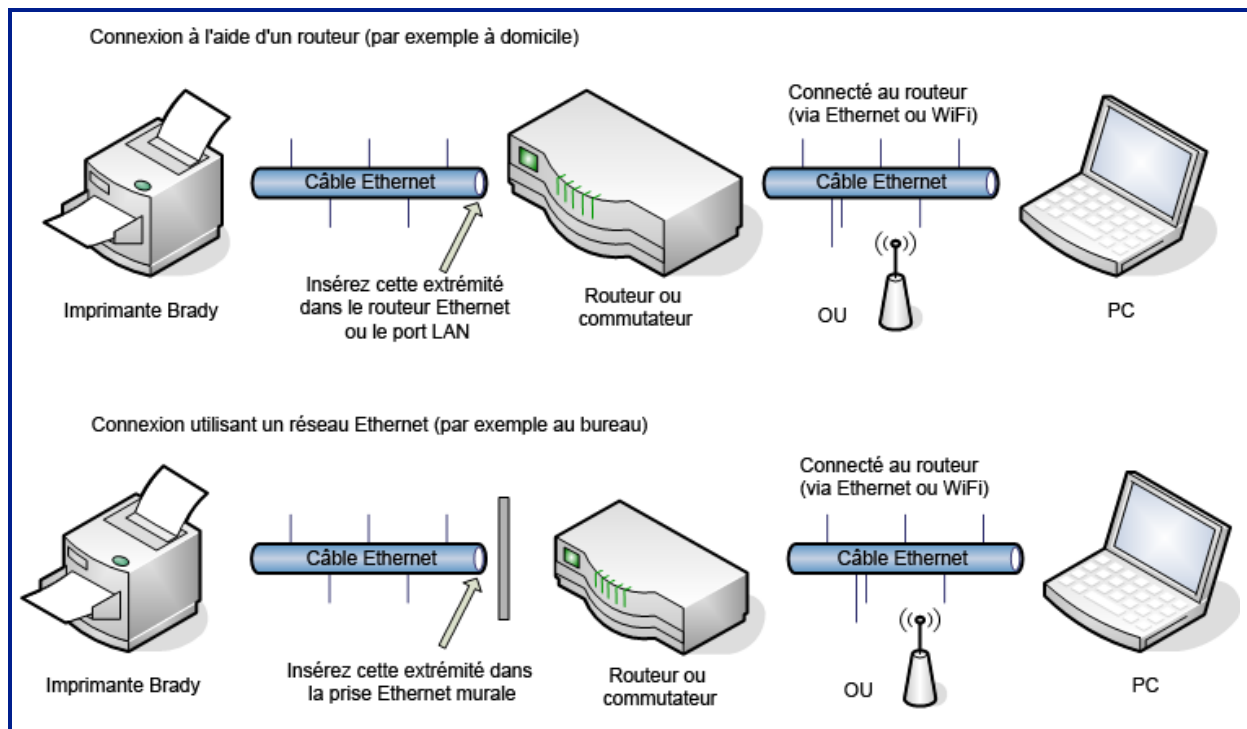 Connexion à l'aide d'un routeur (par exemple à domicile)
Connecté au routeur
(via Ethernet ou WiFi)
Câble Ethernet
Câble Ethernet
Insérez cette extrémité
dans le routeur Ethernet
ou le port LAN
Imprimante Brady
Routeur ou
commutateur
OU
PC
Connexion utilisant un réseau Ethernet (par exemple au bureau)
Connecté au routeur
(via Ethernet ou WiFi)
Câble Ethernet
Câble Ethernet
Insérez cette extrémité dans
la prise Ethernet murale
Imprimante Brady
Routeur ou
commutateur
OU
PC